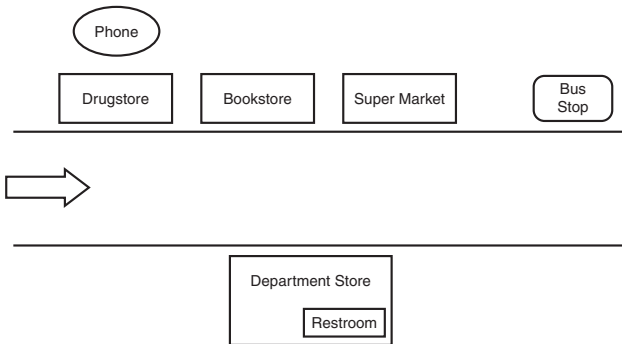 Phone
Drugstore
Bookstore
Super Market
Bus
Stop
Department Store
Restroom